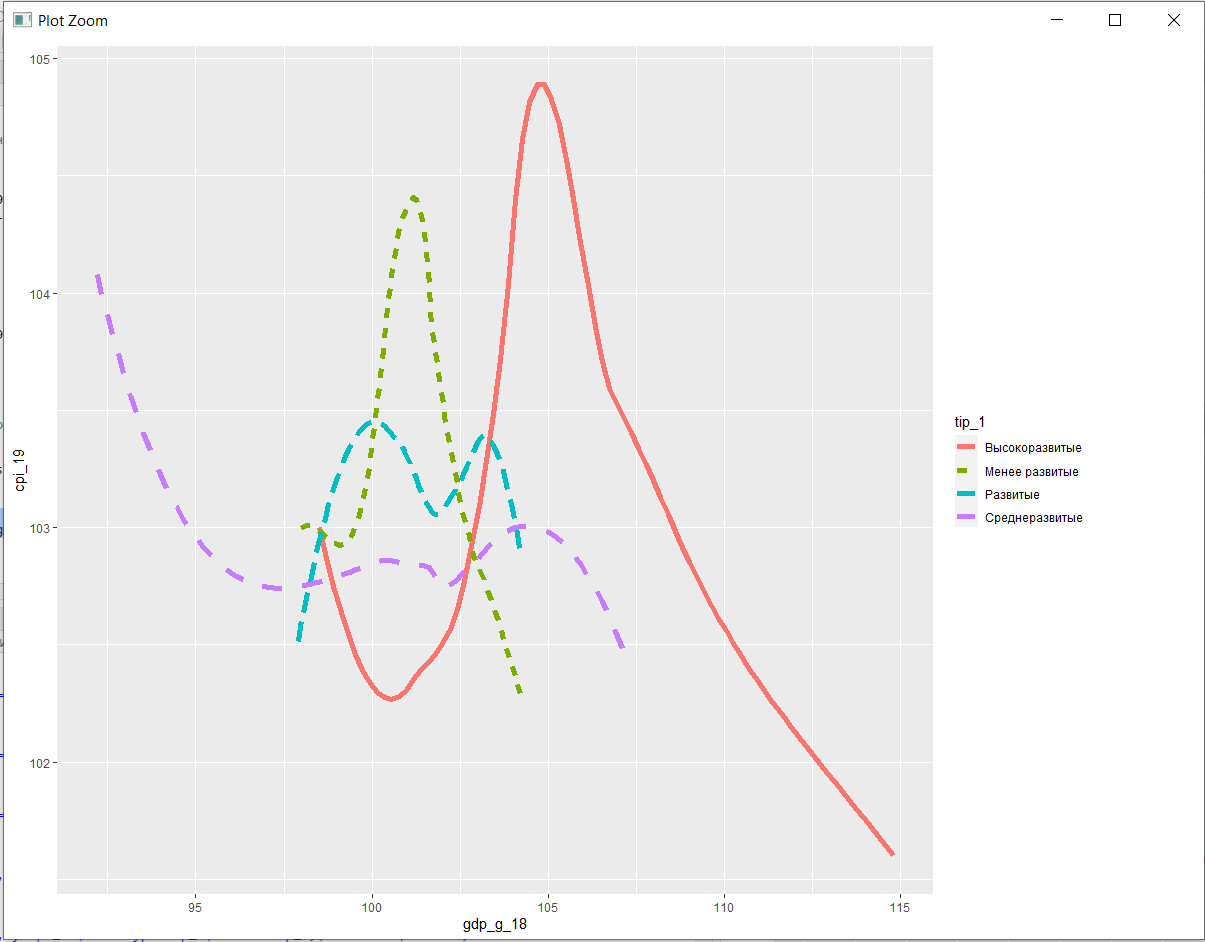 Plot Zoom
105
104
103
102
cpi_19
95
100
105
110
115
gdp_g_18
tip_1
Высокоразвитые
Менее развитые
Развитые
Среднеразвитые